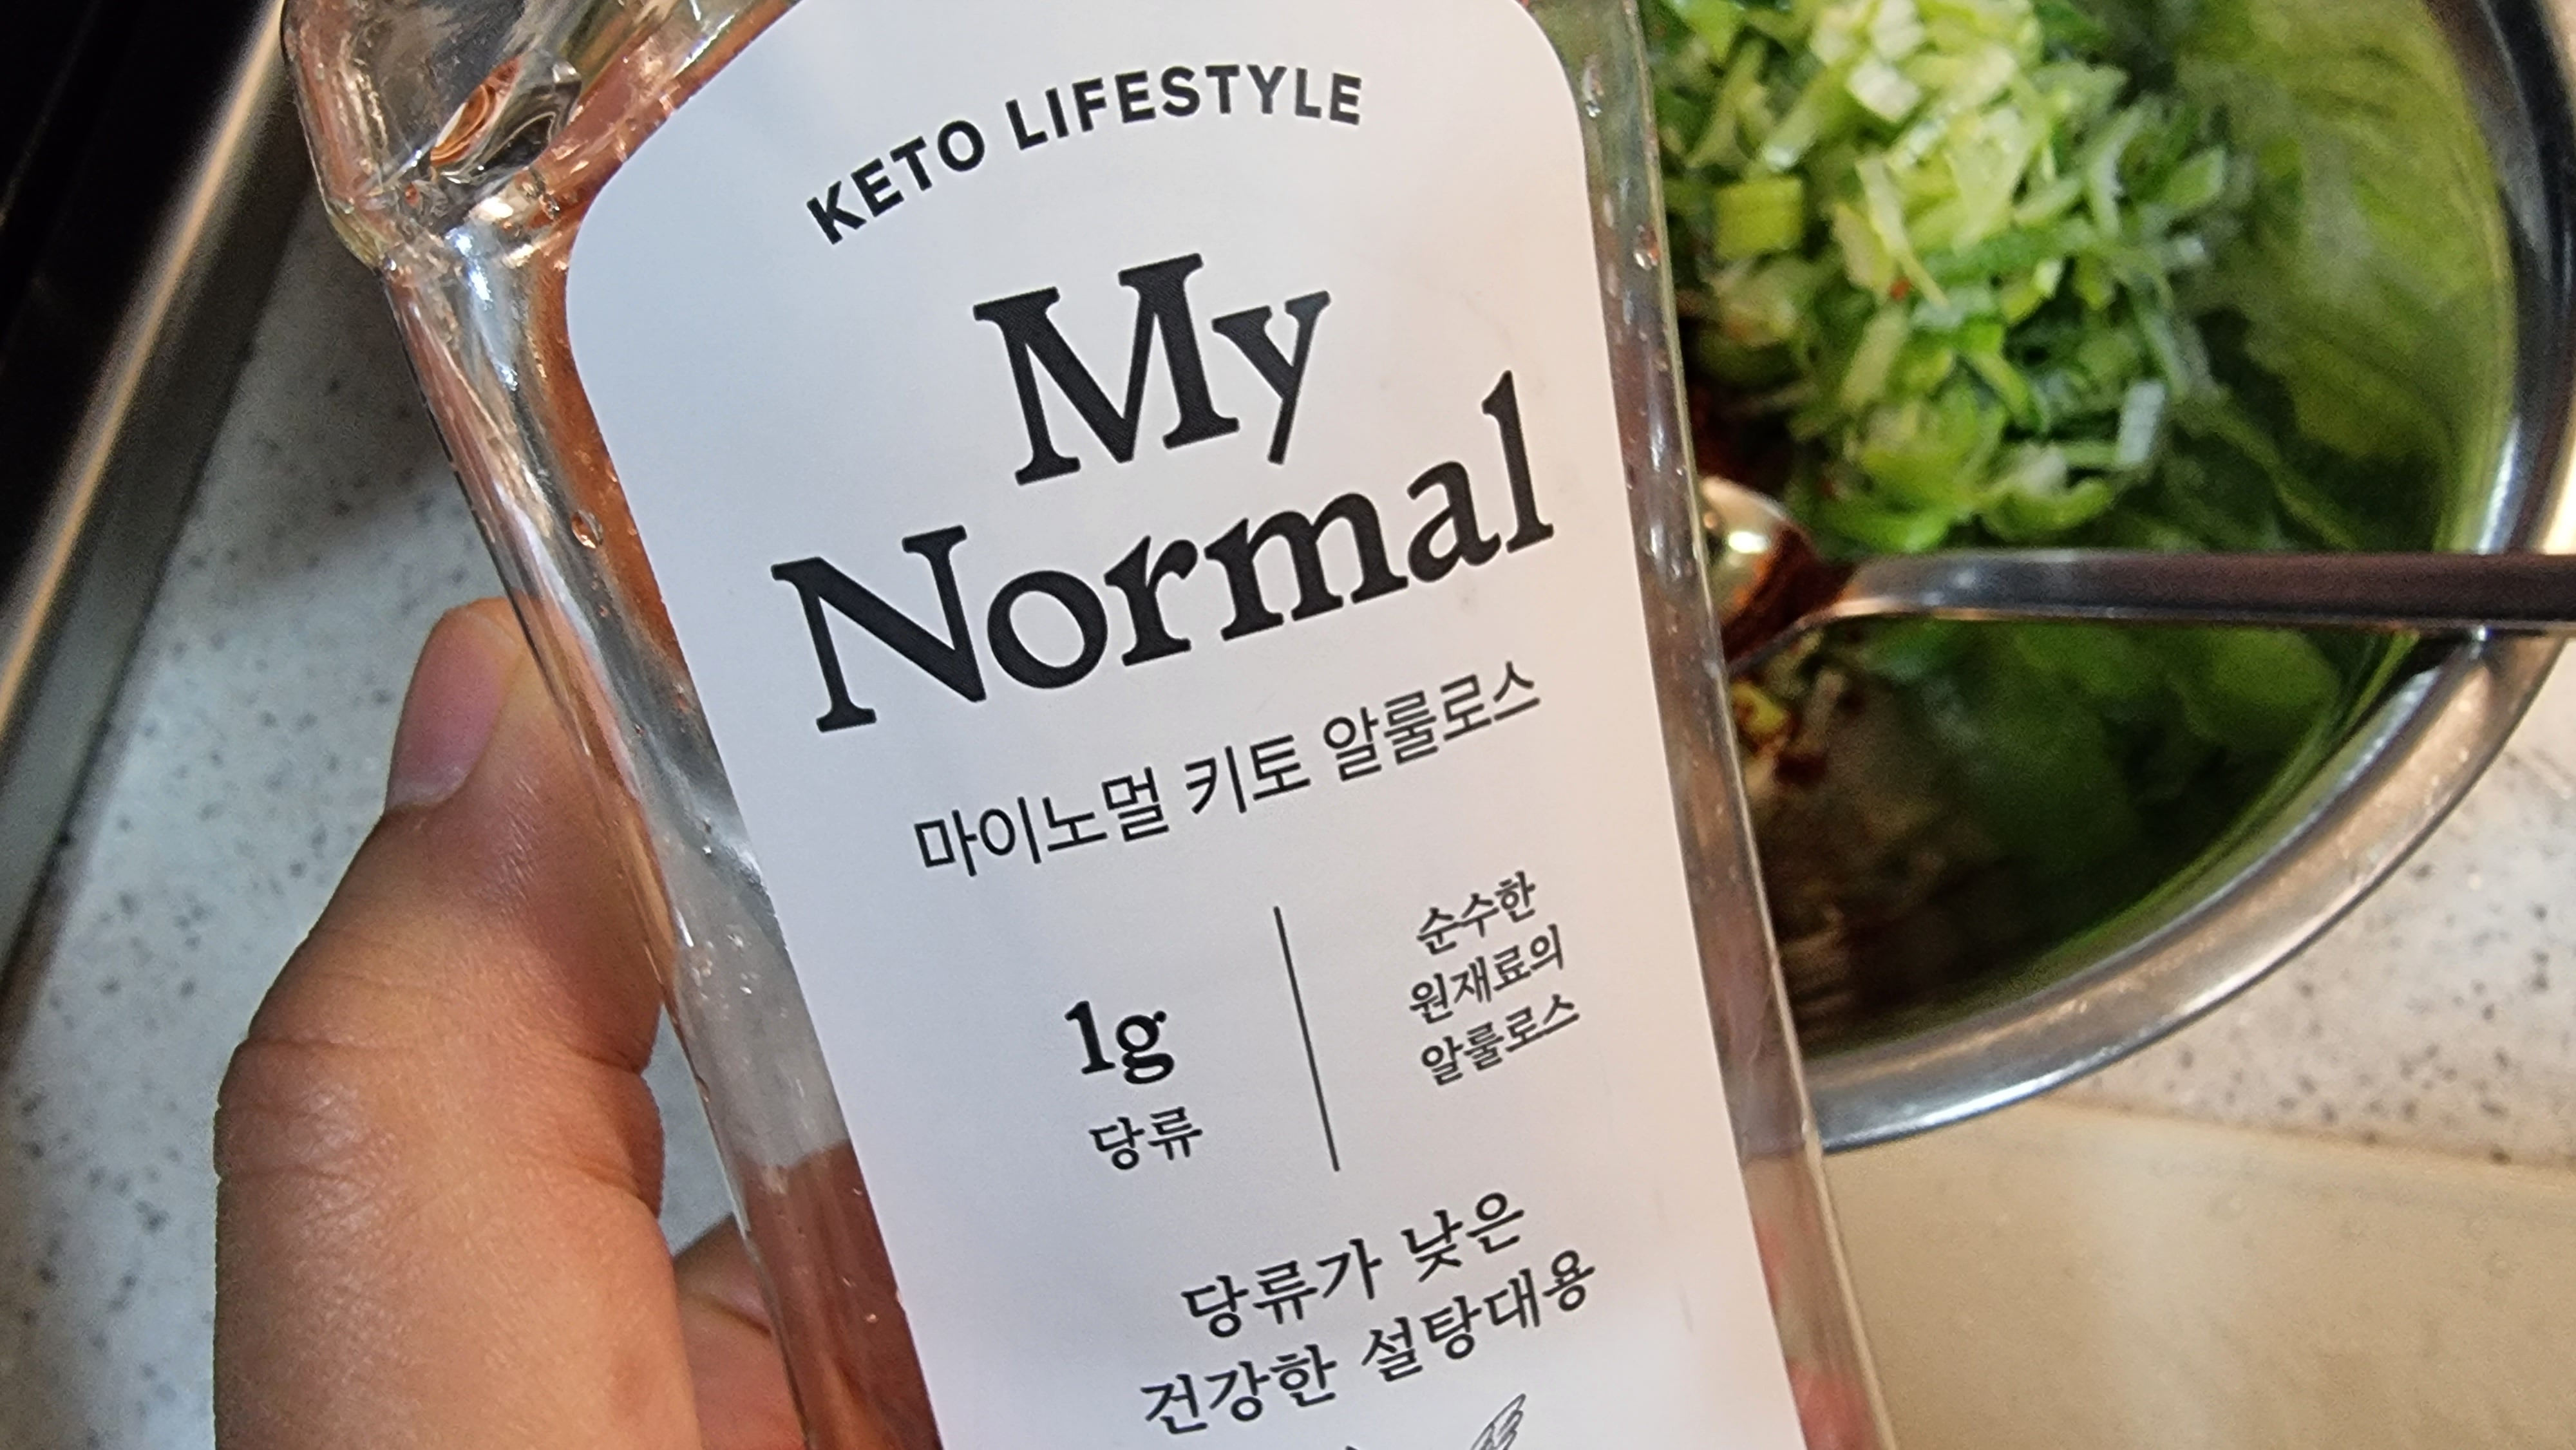 KETO LIFESTYLE
My
Normal
마이노멀 키토 알룰로스
1g
당류
순수한
원재료의
알룰로스
당류가 낮은
건강한 설탕대용